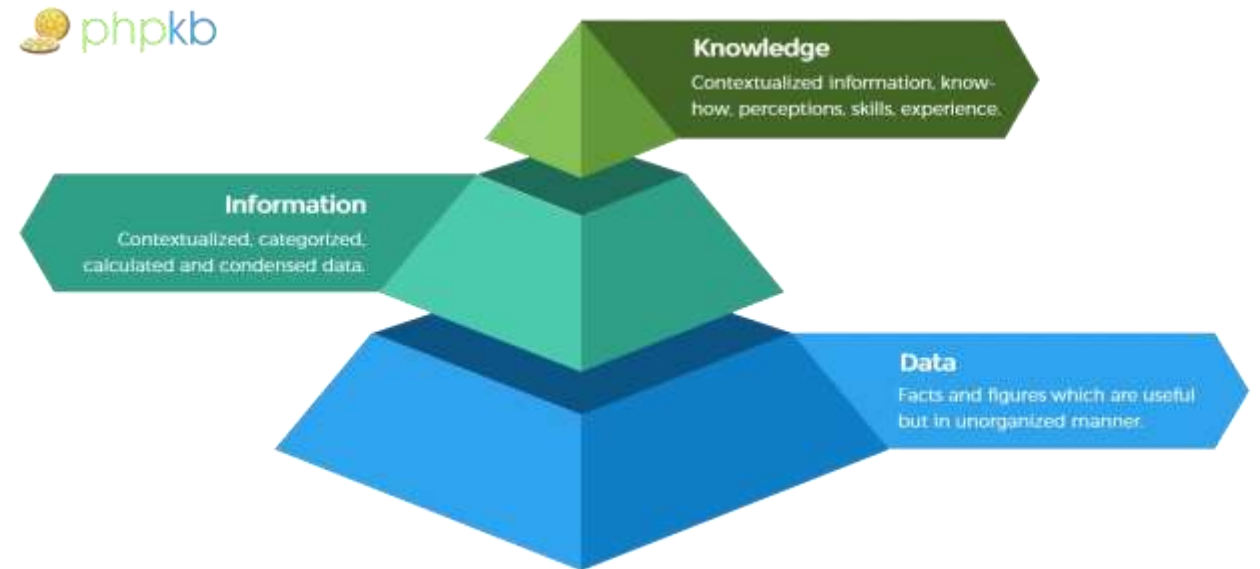 phpkb
Knowledge
Contextualized information, know-
how, perceptions, skills, experience.
Information
Contextualized, categorized,
calculated and condensed data.
Data
Facts and figures which are useful
but in unorganized manner.